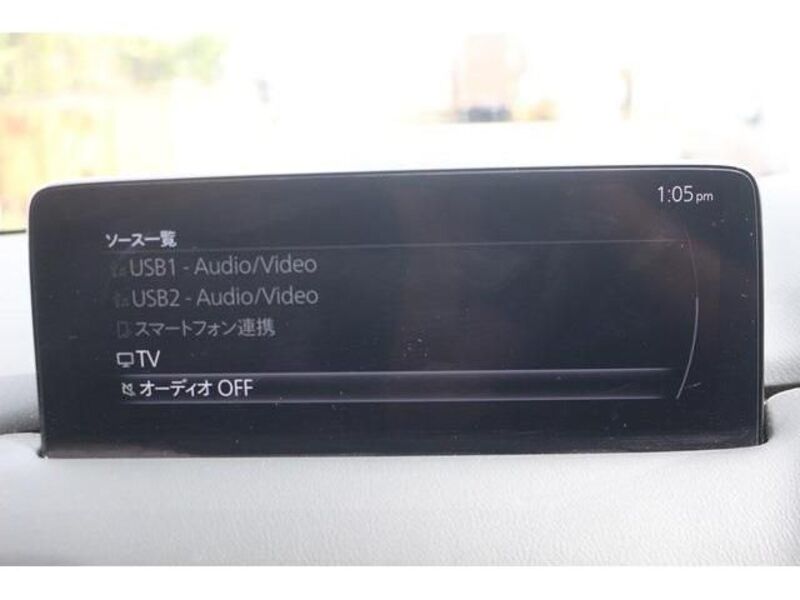 1:05pm
ソース一覧
USB1 - Audio/Video
USB2 - Audio/Video
スマートフォン連携
TV
オーディオ OFF